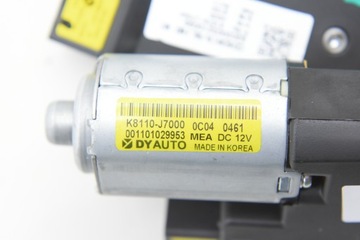 K8110-J7000 0C04 0461
001101029953 MEA DC 12V
DYAUTO MADE IN KOREA